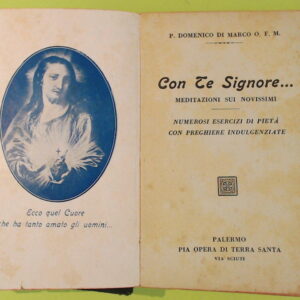 Ecco quel Cuore
che ha tanto amato gli uomini...
P. DOMENICO DI MARCO O. F. M.
Con Te Signore...
MEDITAZIONI SUI NOVISSIMI
NUMEROSI ESERCIZI DI PIETÀ
CON PREGHIERE INDULGENZIATE
PALERMO
PIA OPERA DI TERRA SANTA
VIA SCIUTI